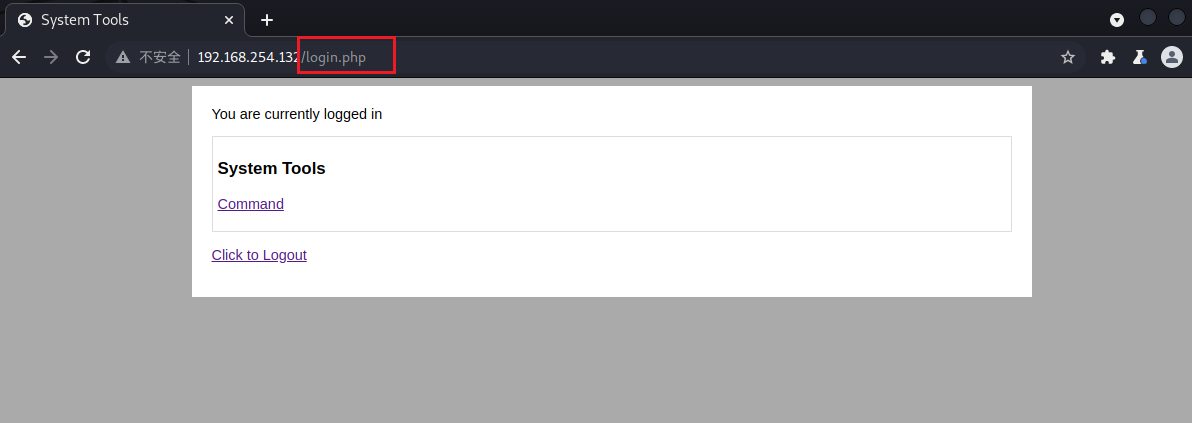 System Tools
不安全 192.168.254.132/login.php
You are currently logged in
System Tools
Command
Click to Logout